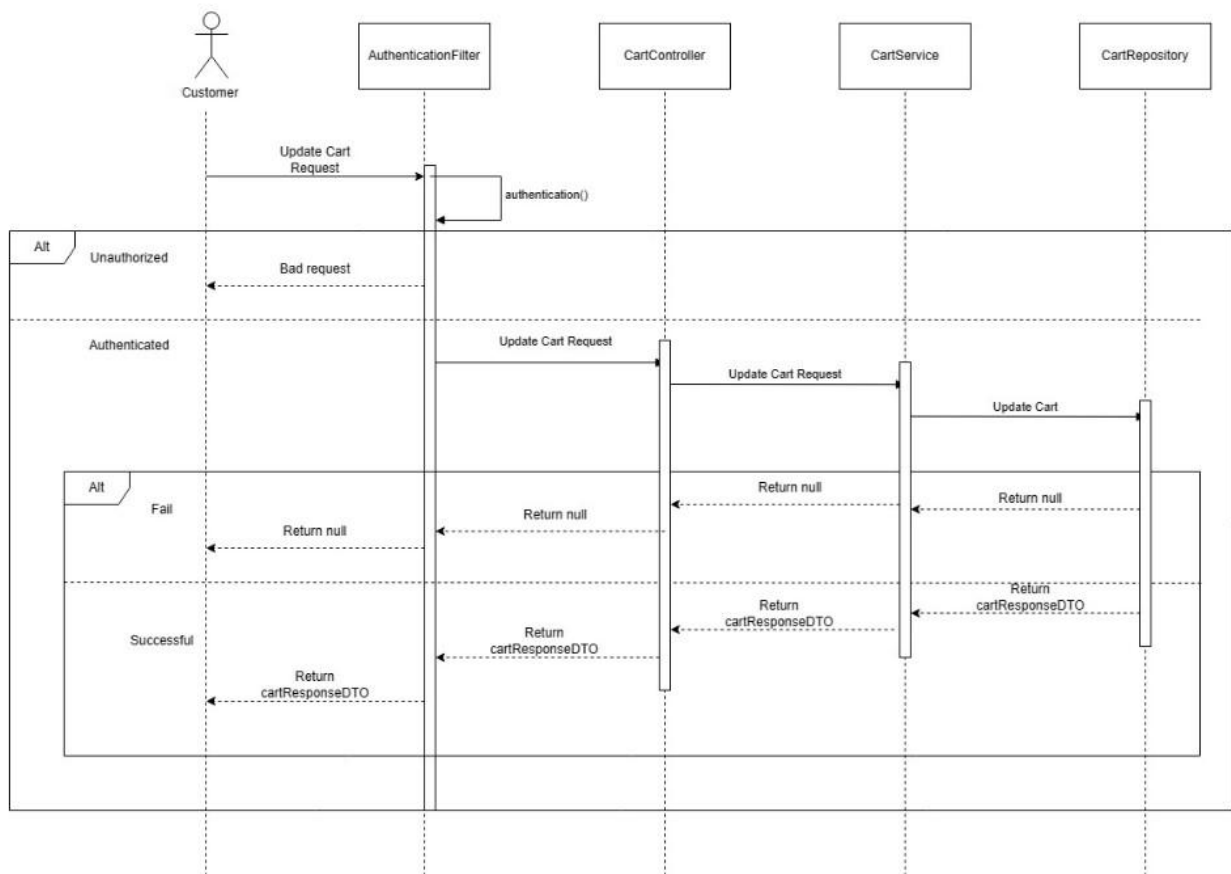 AuthenticationFilter
CartController
CartService
CartRepository
Customer
Update Cart
Request
authentication()
Alt
Unauthorized
Bad request
Authenticated
Update Cart Request
Update Cart Request
Update Cart
Alt
Fail
Return null
Return null
Return null
Return null
Return
cartResponseDTO
Return
cartResponseDTO
Successful
Return
cartResponseDTO
Return
cartResponseDTO